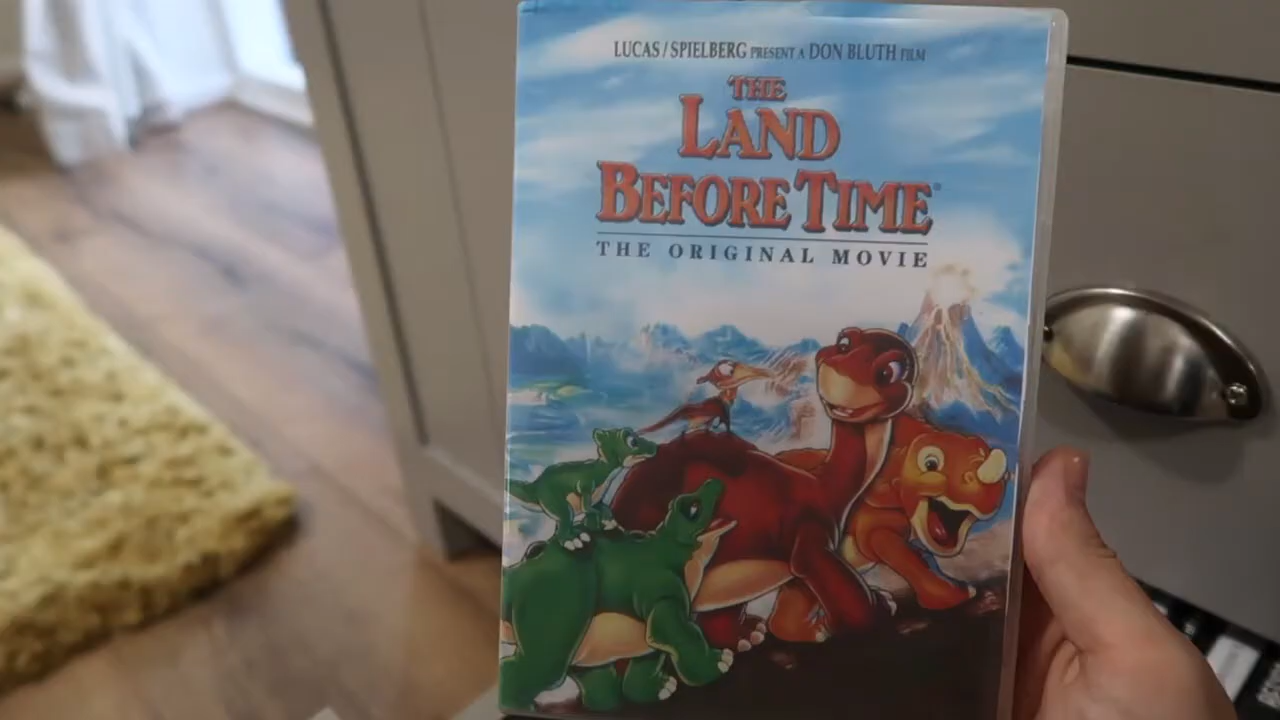 LUCAS/SPIELBERG PRESENT A DON BLUTH FILM
THE
LAND
BEFORE TIME
THE ORIGINAL MOVIE